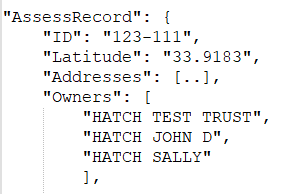 "AssessRecord": {
"ID": "123-111",
"Latitude": "33.9183",
"Addresses": [..],
"Owners": [
"HATCH TEST TRUST",
"HATCH JOHN D",
"HATCH SALLY"
],